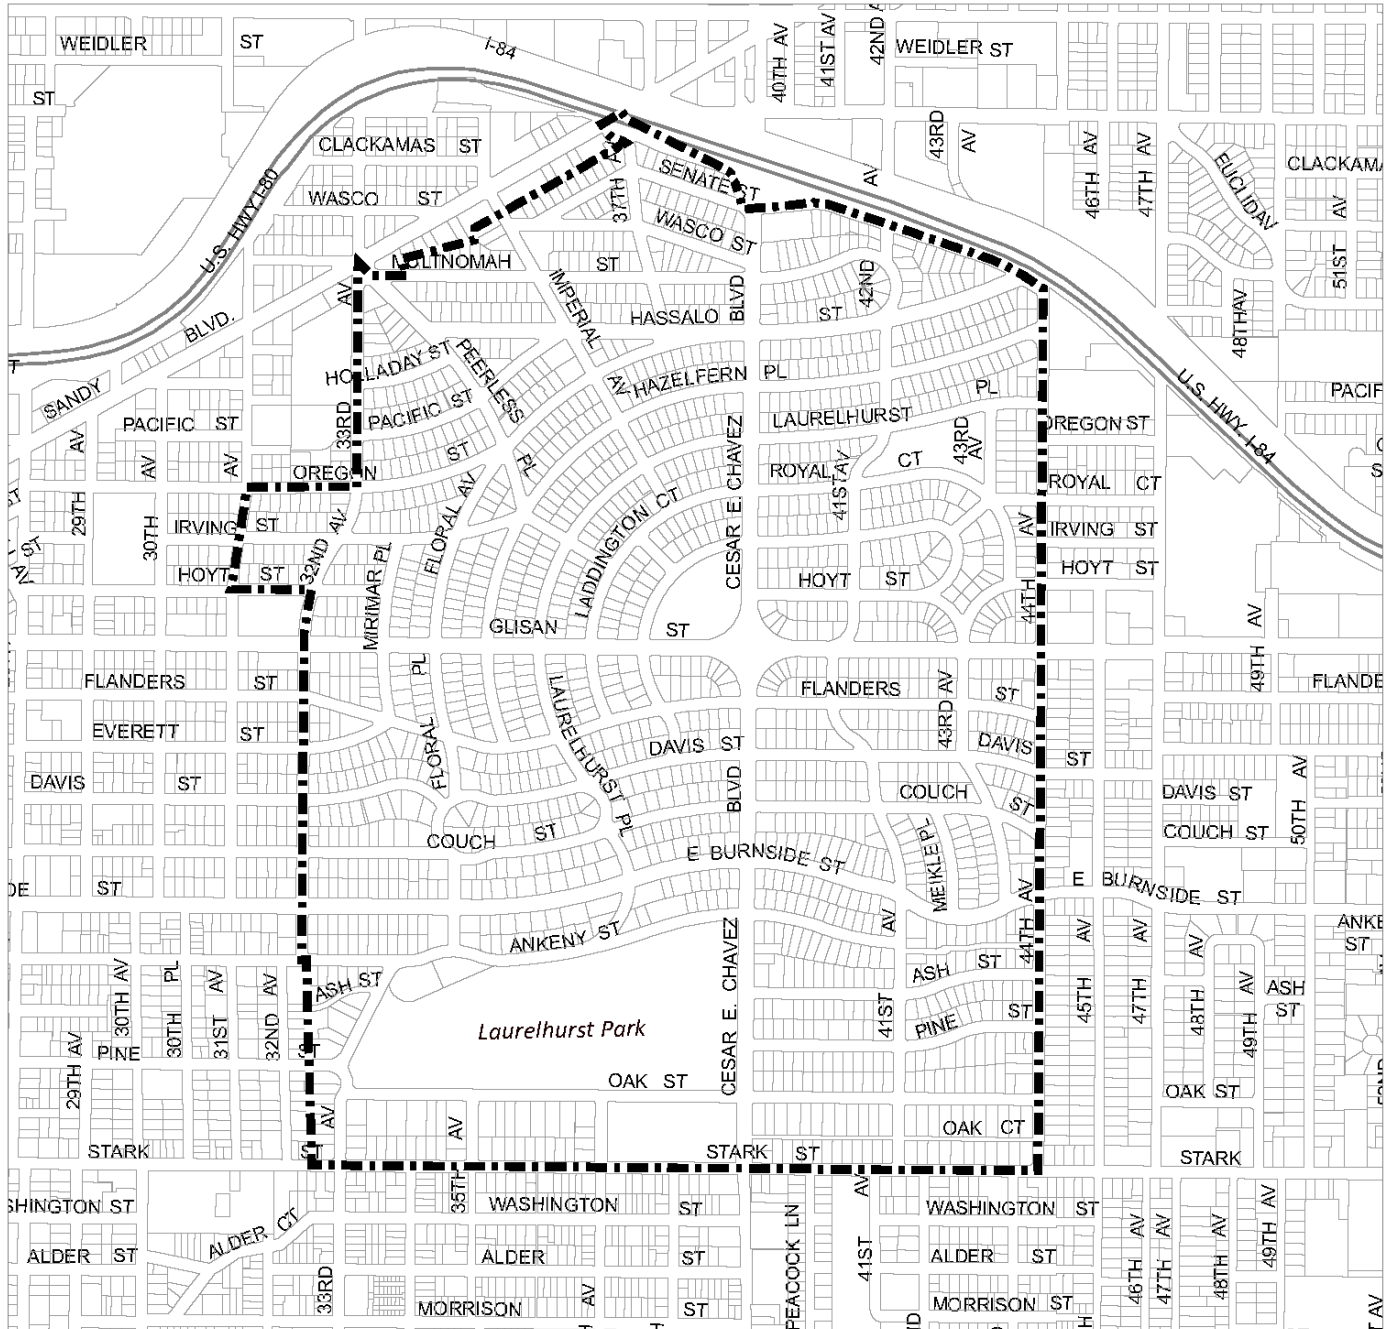 WEIDLER ST
I-84
40TH AV
41ST AV
42ND A
WEIDLER ST
ST
CLACKAMAS ST
43RD AV
46TH AV
47TH AV
EUCLID AV
CLACKAMA
WASCO ST
37TH AV
SENATE ST
AV
WASCO ST
U.S. HWY. I-80
MULTNOMAH ST
51ST AV
AV
IMPERIAL AV
BLVD
42ND
HASSALO ST
48TH AV
SANDY BLVD.
HOLLADAY ST
PEERLESS PL
HAZELFERN PL
PACIFIC ST
33RD
PACIFIC ST
LAURELHURST PL
U.S. HWY. I-84
PACIF
OREGON ST
AV
AV
AV
OREGON
ST
CESAR E. CHAVEZ
ROYAL CT
41ST AV
43RD AV
ROYAL CT
29TH
30TH
IRVING ST
32ND AV
FLORAL AV
LADDINGTON CT
AV
IRVING ST
ST
AV
HOYT ST
MIRIMAR PL
HOYT ST
44TH
HOYT ST
GLISAN ST
AV
49TH
FLANDERS ST
PL
FLANDERS ST
43RD AV
FLANDE
EVERETT ST
FLORAL
LAURELHURST PL
DAVIS ST
DAVIS ST
DAVIS ST
BLVD
COUCH ST
DAVIS ST
50TH AV
COUCH ST
COUCH ST
E BURNSIDE ST
MEIKLE PL
DE ST
E BURNSIDE ST
AV
ANKENY ST
AV
44TH
AV
AV
AV
ANKE
ST
30TH AV
30TH PL
31ST AV
32ND AV
ASH ST
CESAR E. CHAVEZ
41ST
ASH ST
45TH
47TH
48TH
49TH AV
ASH ST
Laurelhurst Park
PINE ST
29TH AV
PINE ST
OAK ST
OAK ST
AV
AV
OAK CT
STARK ST
STARK ST
STARK
35TH
AV
SHINGTON ST
WASHINGTON ST
WASHINGTON ST
ALDER ST
ALDER CT
ALDER ST
PEACOCK LN
41ST
ALDER ST
46TH AV
47TH AV
48TH AV
49TH AV
33RD
MORRISON ST
AV
MORRISON ST
AV